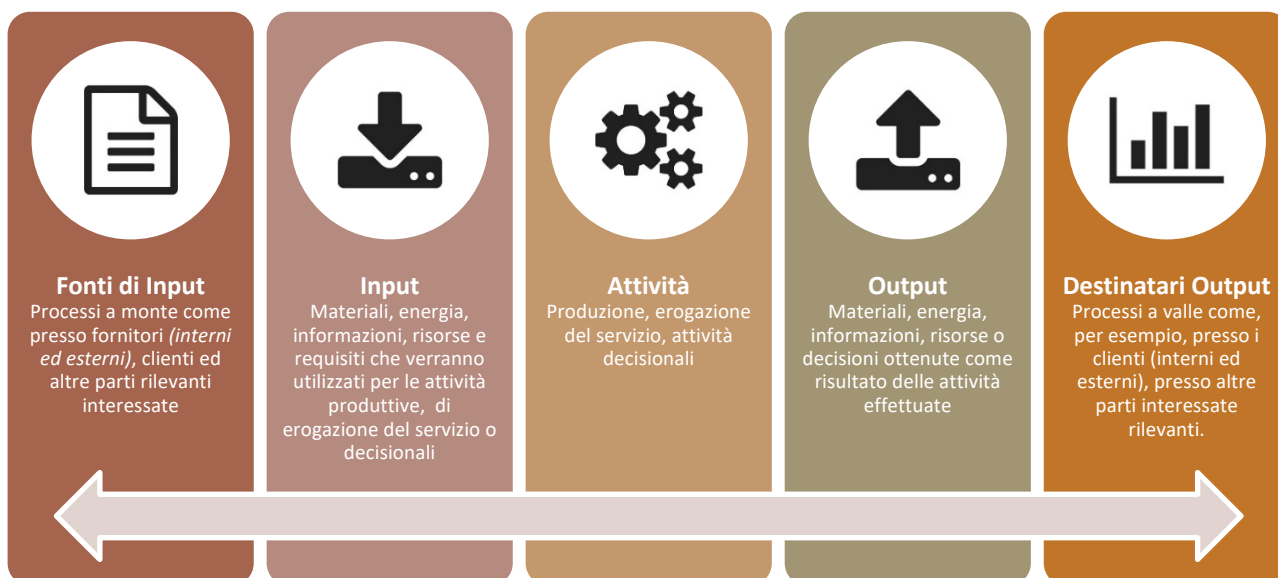 Fonti di Input
Processi a monte come
presso fornitori (interni
ed esterni), clienti ed
altre parti rilevanti
interessate
Input
Materiali, energia,
informazioni, risorse e
requisiti che verranno
utilizzati per le attività
produttive, di
erogazione del servizio o
decisionali
Attività
Produzione, erogazione
del servizio, attività
decisionali
Output
Materiali, energia,
informazioni, risorse o
decisioni ottenute come
risultato delle attività
effettuate
Destinatari Output
Processi a valle come,
per esempio, presso i
clienti (interni ed
esterni), presso altre
parti interessate
rilevanti.